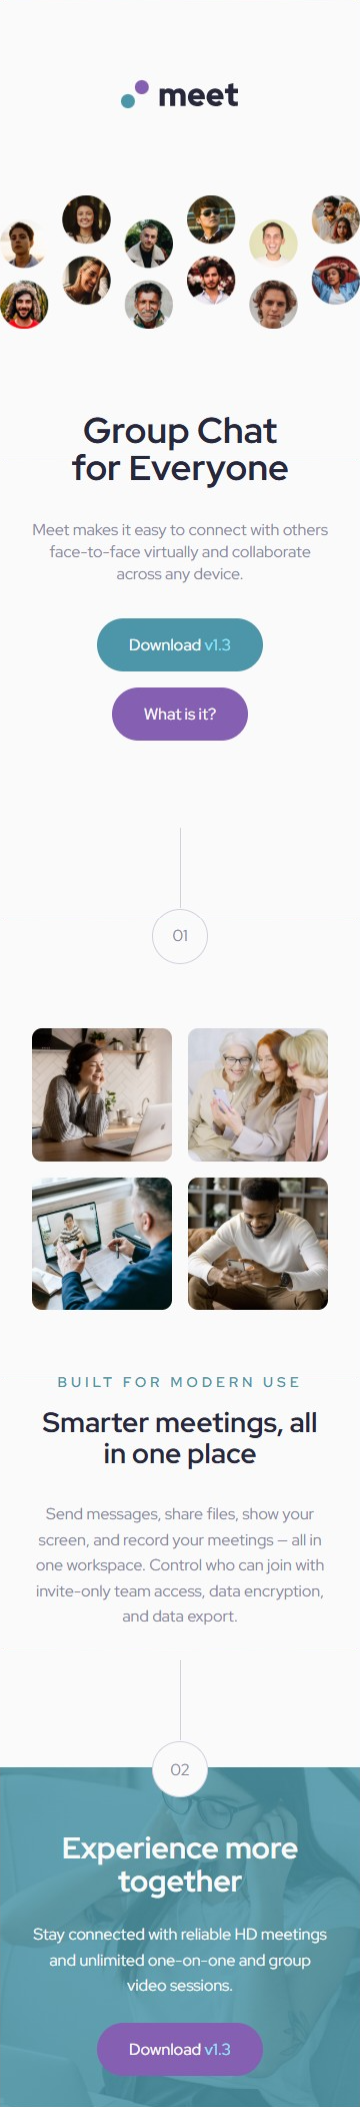 meet
Group Chat
for Everyone
Meet makes it easy to connect with others
face-to-face virtually and collaborate
across any device.
Download v1.3
What is it?
01
BUILT FOR MODERN USE
Smarter meetings, all
in one place
Send messages, share files, show your
screen, and record your meetings — all in
one workspace. Control who can join with
invite-only team access, data encryption,
and data export.
02
Experience more
together
Stay connected with reliable HD meetings
and unlimited one-on-one and group
video sessions.
Download v1.3